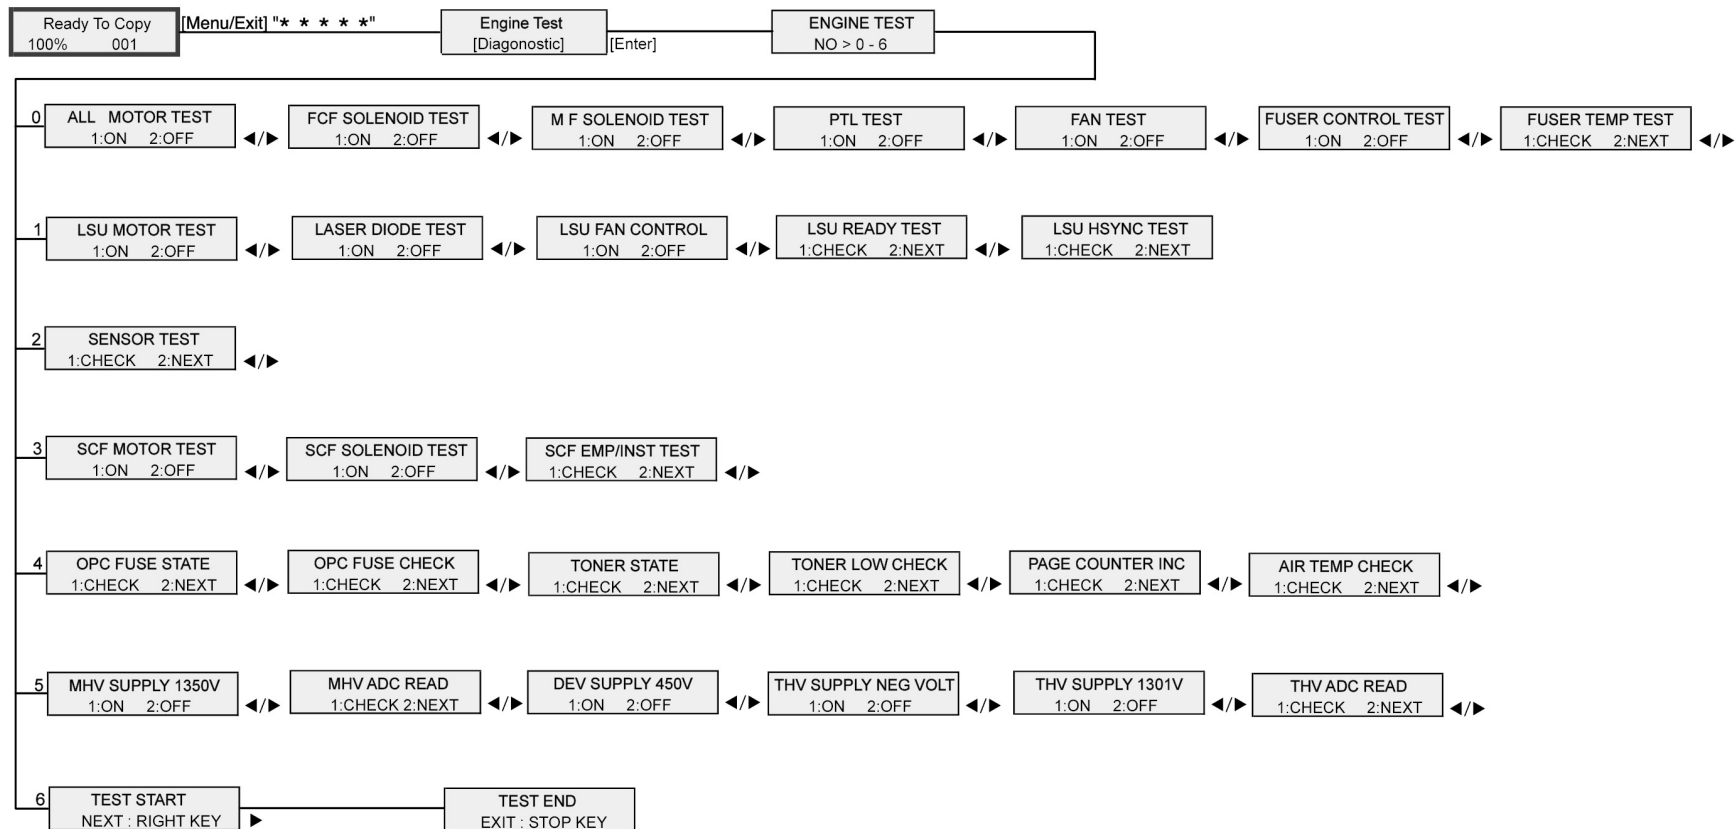 Ready To Copy
100% 001
[Menu/Exit] "* * * * *"
Engine Test
[Diagonostic]
[Enter]
ENGINE TEST
NO > 0 - 6
0
ALL MOTOR TEST
1:ON 2:OFF
◀/▶
FCF SOLENOID TEST
1:ON 2:OFF
◀/▶
M F SOLENOID TEST
1:ON 2:OFF
◀/▶
PTL TEST
1:ON 2:OFF
◀/▶
FAN TEST
1:ON 2:OFF
◀/▶
FUSER CONTROL TEST
1:ON 2:OFF
◀/▶
FUSER TEMP TEST
1:CHECK 2:NEXT
◀/▶
1
LSU MOTOR TEST
1:ON 2:OFF
◀/▶
LASER DIODE TEST
1:ON 2:OFF
◀/▶
LSU FAN CONTROL
1:ON 2:OFF
◀/▶
LSU READY TEST
1:CHECK 2:NEXT
◀/▶
LSU HSYNC TEST
1:CHECK 2:NEXT
2
SENSOR TEST
1:CHECK 2:NEXT
◀/▶
3
SCF MOTOR TEST
1:ON 2:OFF
◀/▶
SCF SOLENOID TEST
1:ON 2:OFF
◀/▶
SCF EMP/INST TEST
1:CHECK 2:NEXT
◀/▶
4
OPC FUSE STATE
1:CHECK 2:NEXT
◀/▶
OPC FUSE CHECK
1:CHECK 2:NEXT
◀/▶
TONER STATE
1:CHECK 2:NEXT
◀/▶
TONER LOW CHECK
1:CHECK 2:NEXT
◀/▶
PAGE COUNTER INC
1:CHECK 2:NEXT
◀/▶
AIR TEMP CHECK
1:CHECK 2:NEXT
◀/▶
5
MHV SUPPLY 1350V
1:ON 2:OFF
◀/▶
MHV ADC READ
1:CHECK 2:NEXT
◀/▶
DEV SUPPLY 450V
1:ON 2:OFF
◀/▶
THV SUPPLY NEG VOLT
1:ON 2:OFF
◀/▶
THV SUPPLY 1301V
1:ON 2:OFF
◀/▶
THV ADC READ
1:CHECK 2:NEXT
◀/▶
6
TEST START
NEXT : RIGHT KEY
▶
TEST END
EXIT : STOP KEY